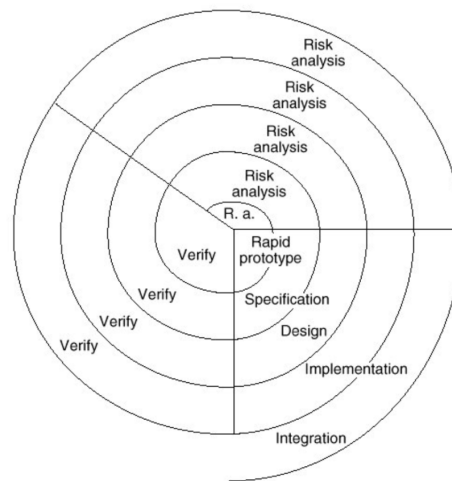 Risk
analysis
Risk
analysis
Risk
analysis
Risk
analysis
R. a.
Rapid
prototype
Verify
Specification
Verify
Design
Verify
Implementation
Verify
Integration